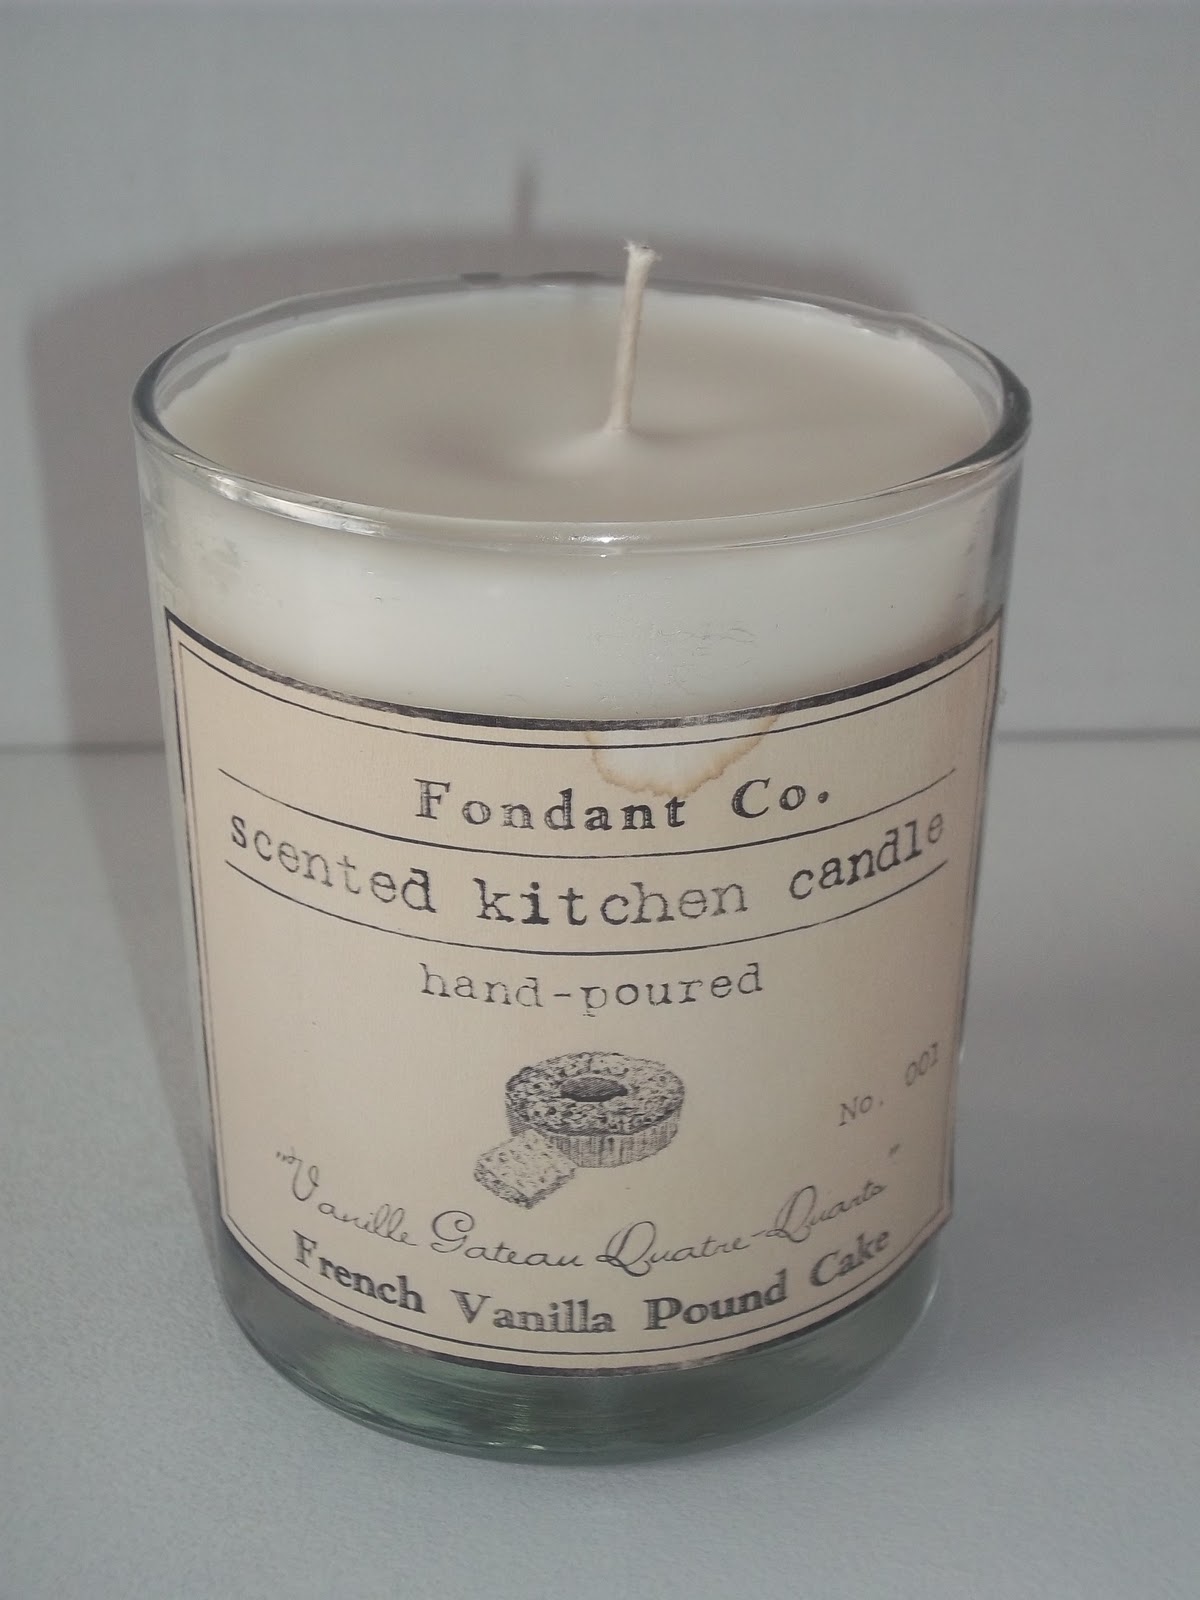 Fondant Co.
scented kitchen candle
hand-poured
No. 001
"Vanille Gateau Quatre-Quarts"
French Vanilla Pound Cake